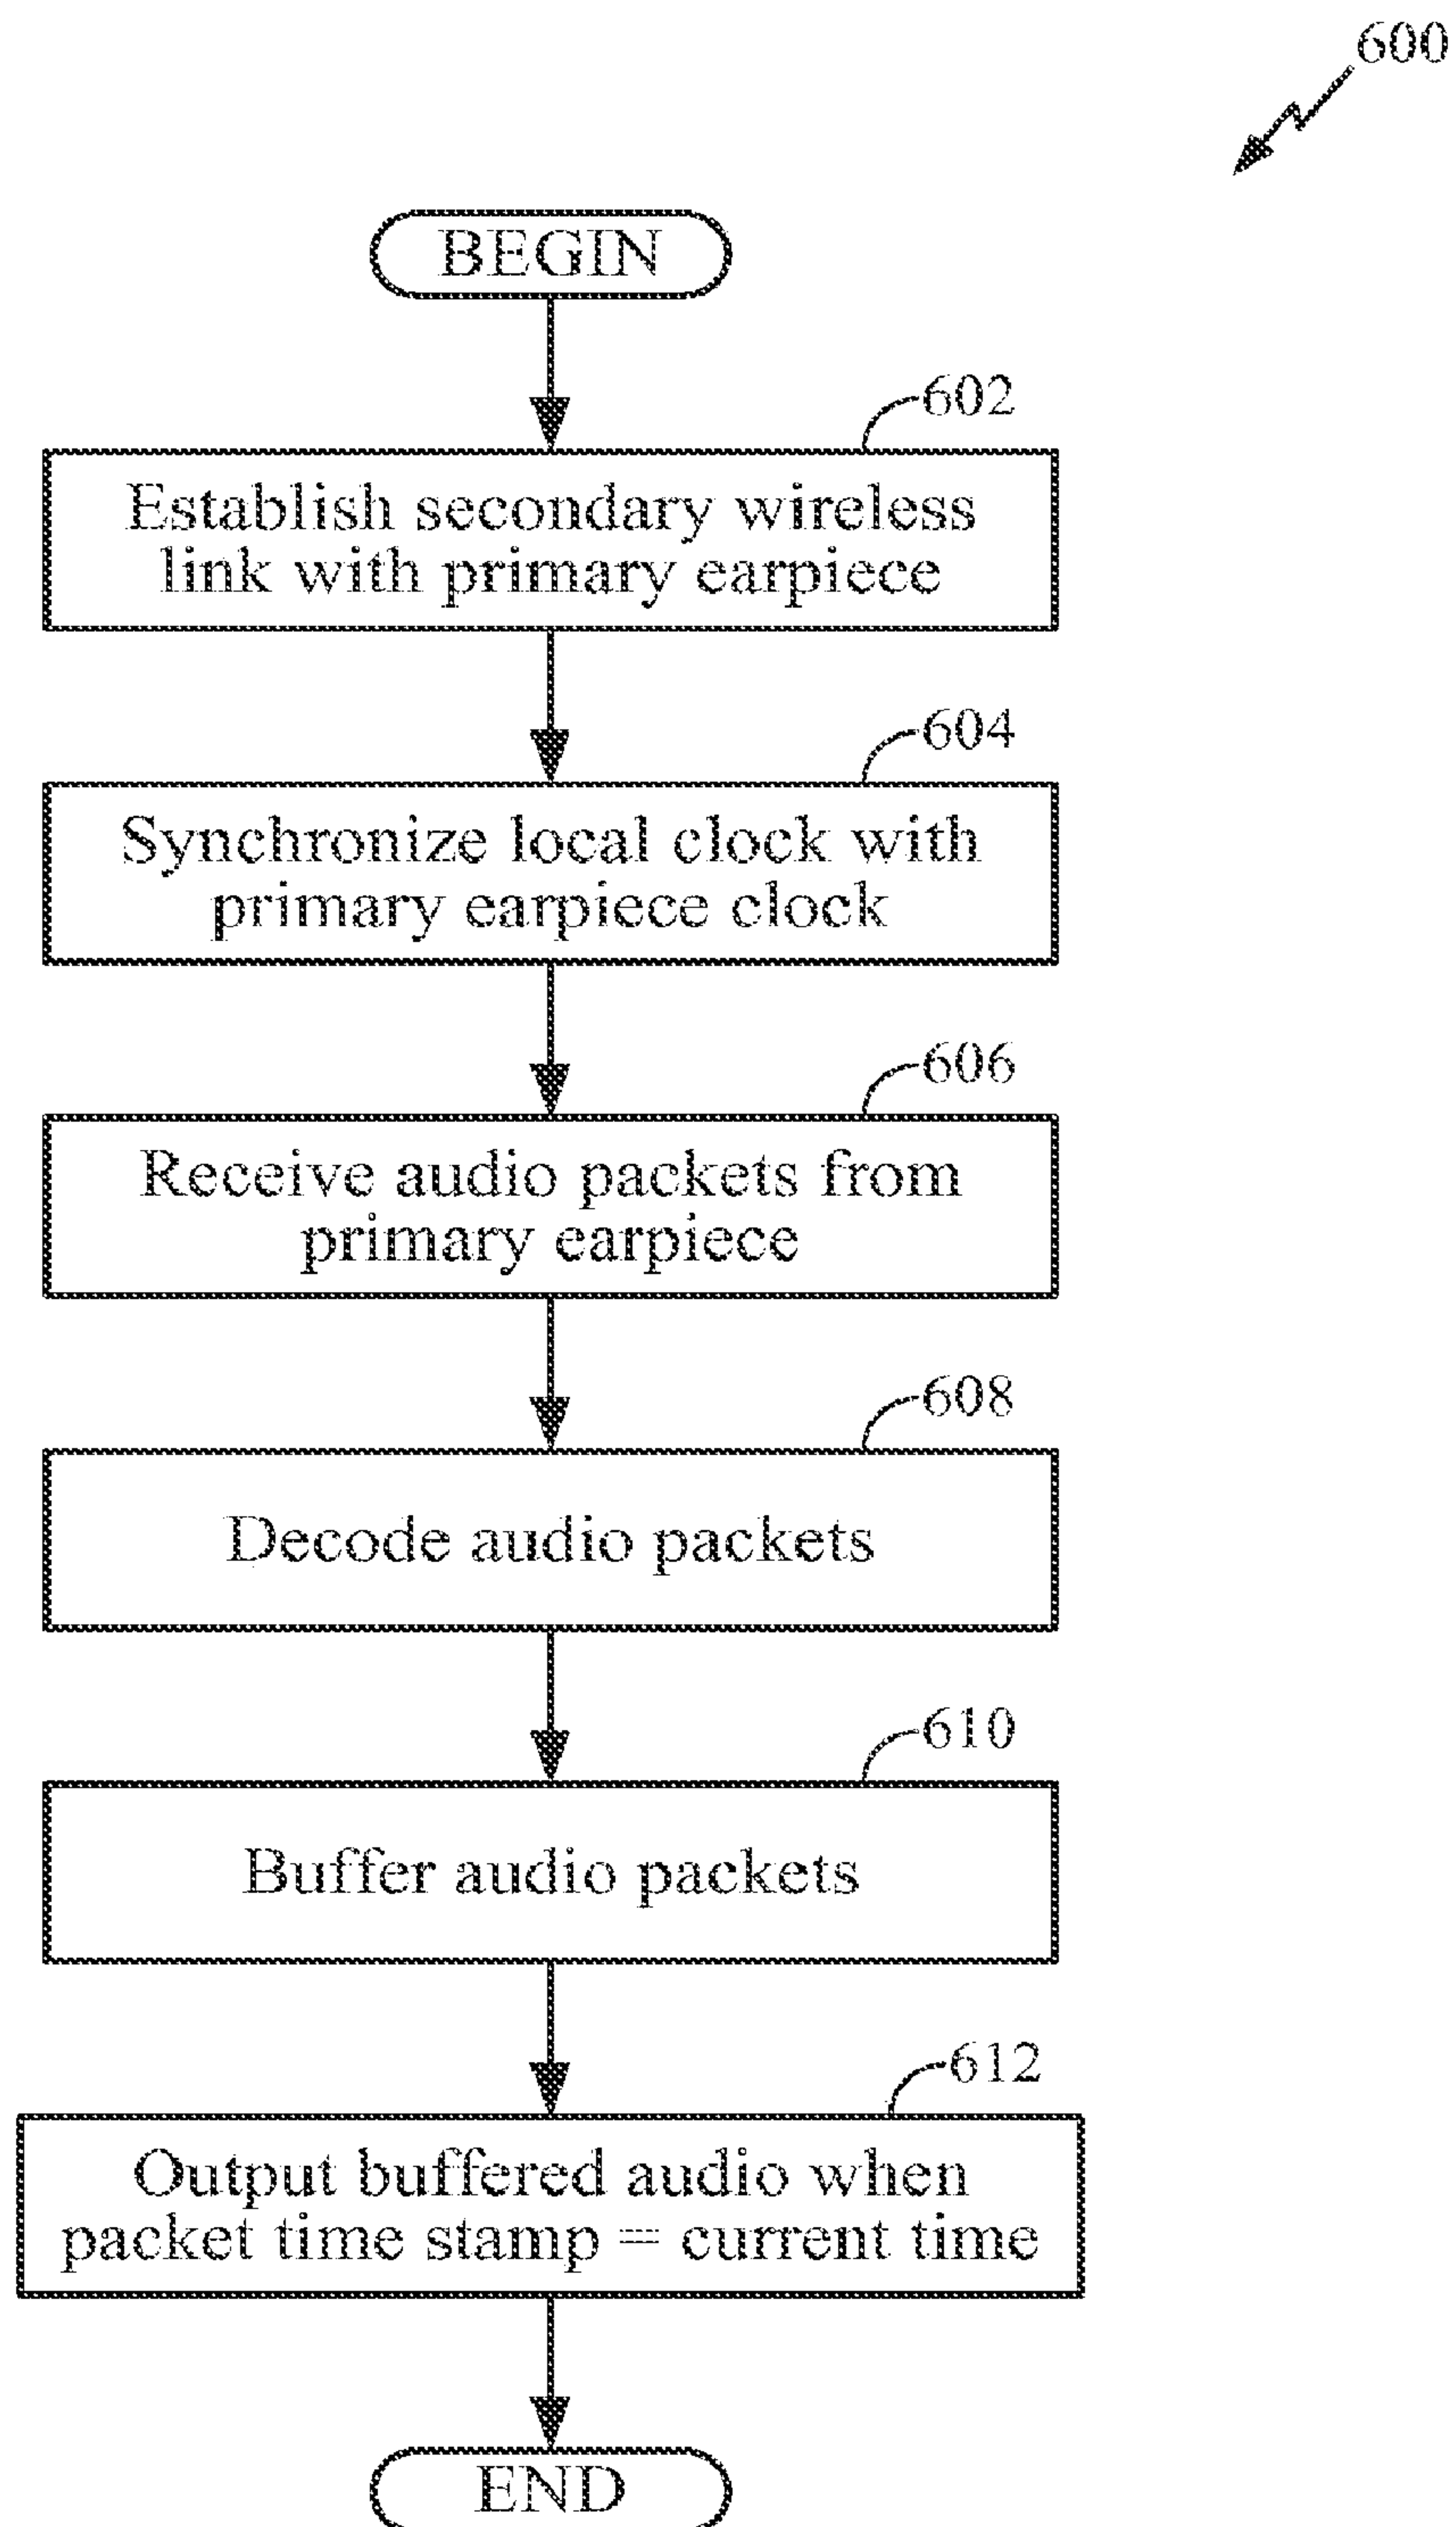 600
BEGIN
602
Establish secondary wireless
link with primary earpiece
604
Synchronize local clock with
primary earpiece clock
606
Receive audio packets from
primary earpiece
608
Decode audio packets
610
Buffer audio packets
612
Output buffered audio when
packet time stamp = current time
END